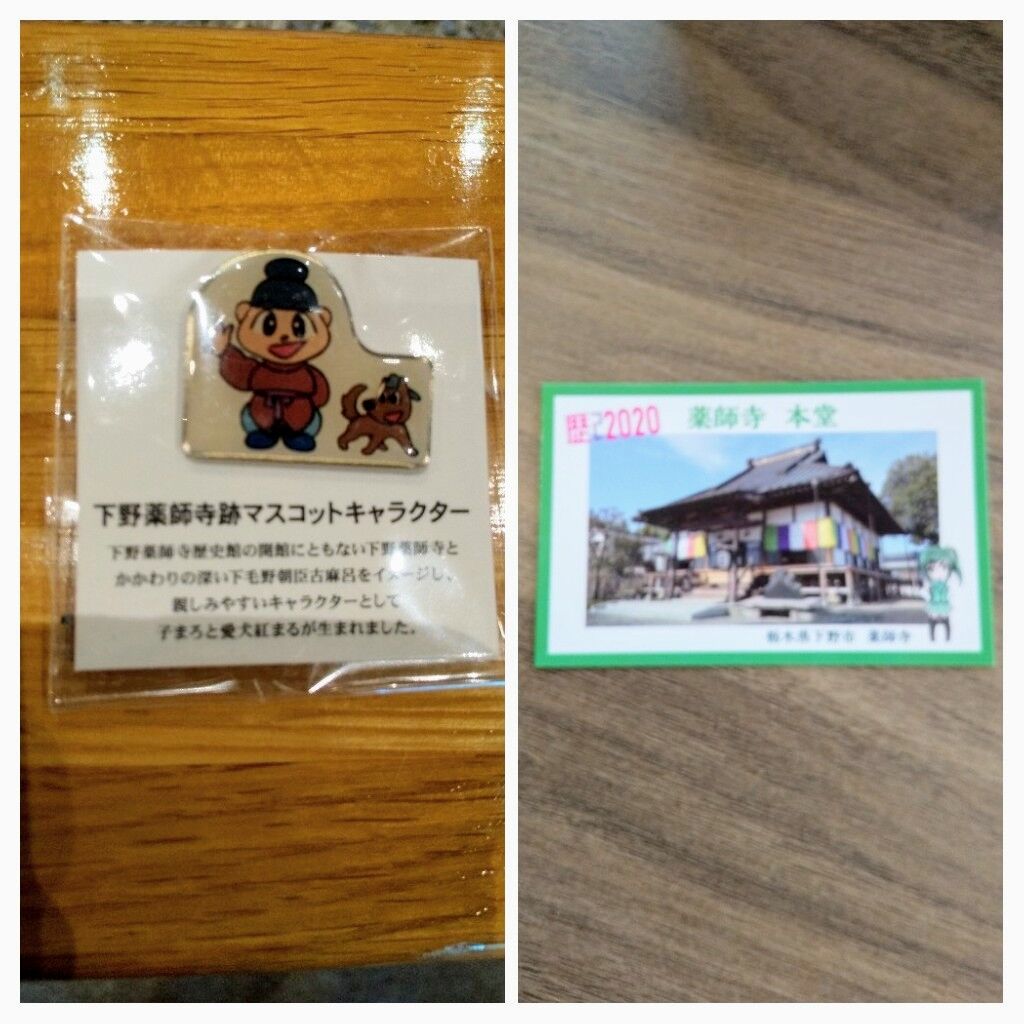 下野薬師寺跡マスコットキャラクター
下野薬師寺歴史館の開館にともない下野薬師寺と
かかわりの深い下毛野朝臣古麻呂をイメージし、
親しみやすいキャラクターとして
子まろと愛犬紅まるが生まれました。
歴ご2020 薬師寺 本堂
栃木県下野市 薬師寺